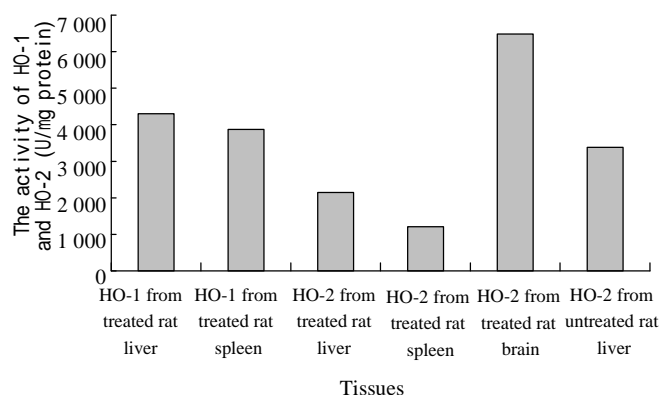 The activity of HO-1
and HO-2 (U/mg protein)
7 000
6 000
5 000
4 000
3 000
2 000
1 000
0
HO-1 from
treated rat
liver
HO-1 from
treated rat
spleen
HO-2 from
treated rat
liver
HO-2 from
treated rat
spleen
HO-2 from
treated rat
brain
HO-2 from
untreated rat
liver
Tissues